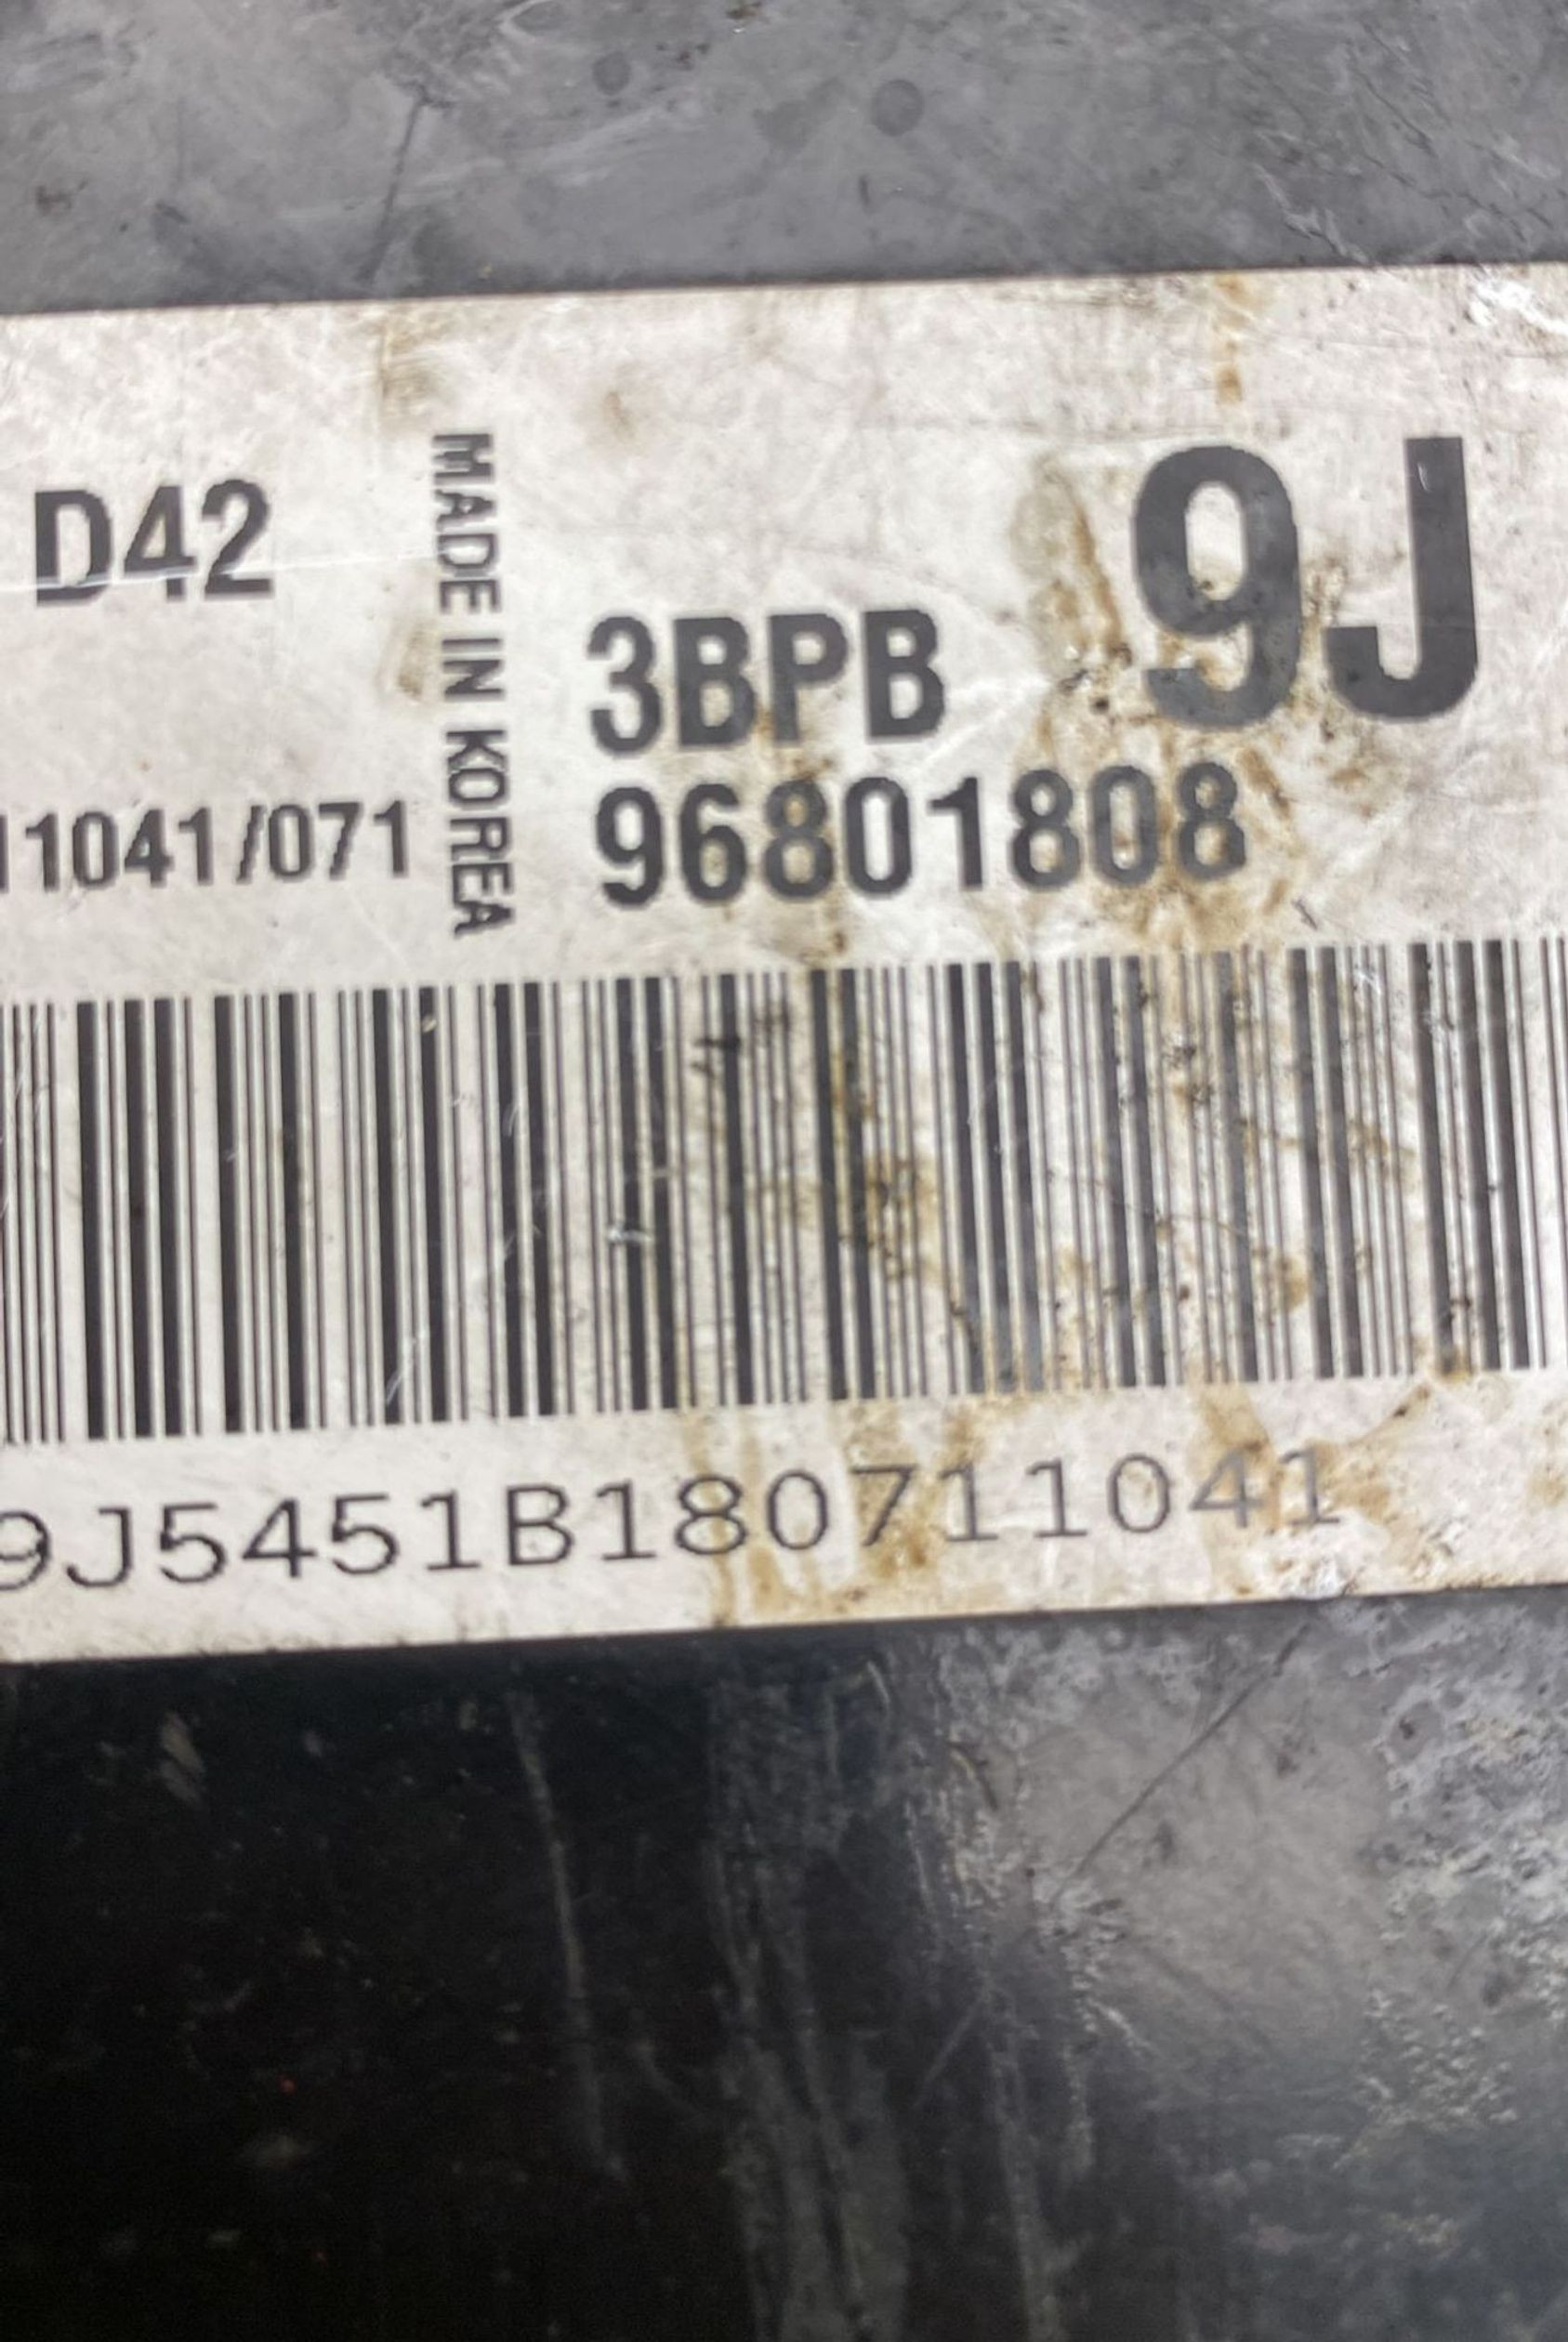 9J
D42
MADE IN KOREA
3BPB
11041/071
96801808
9J5451B180711041